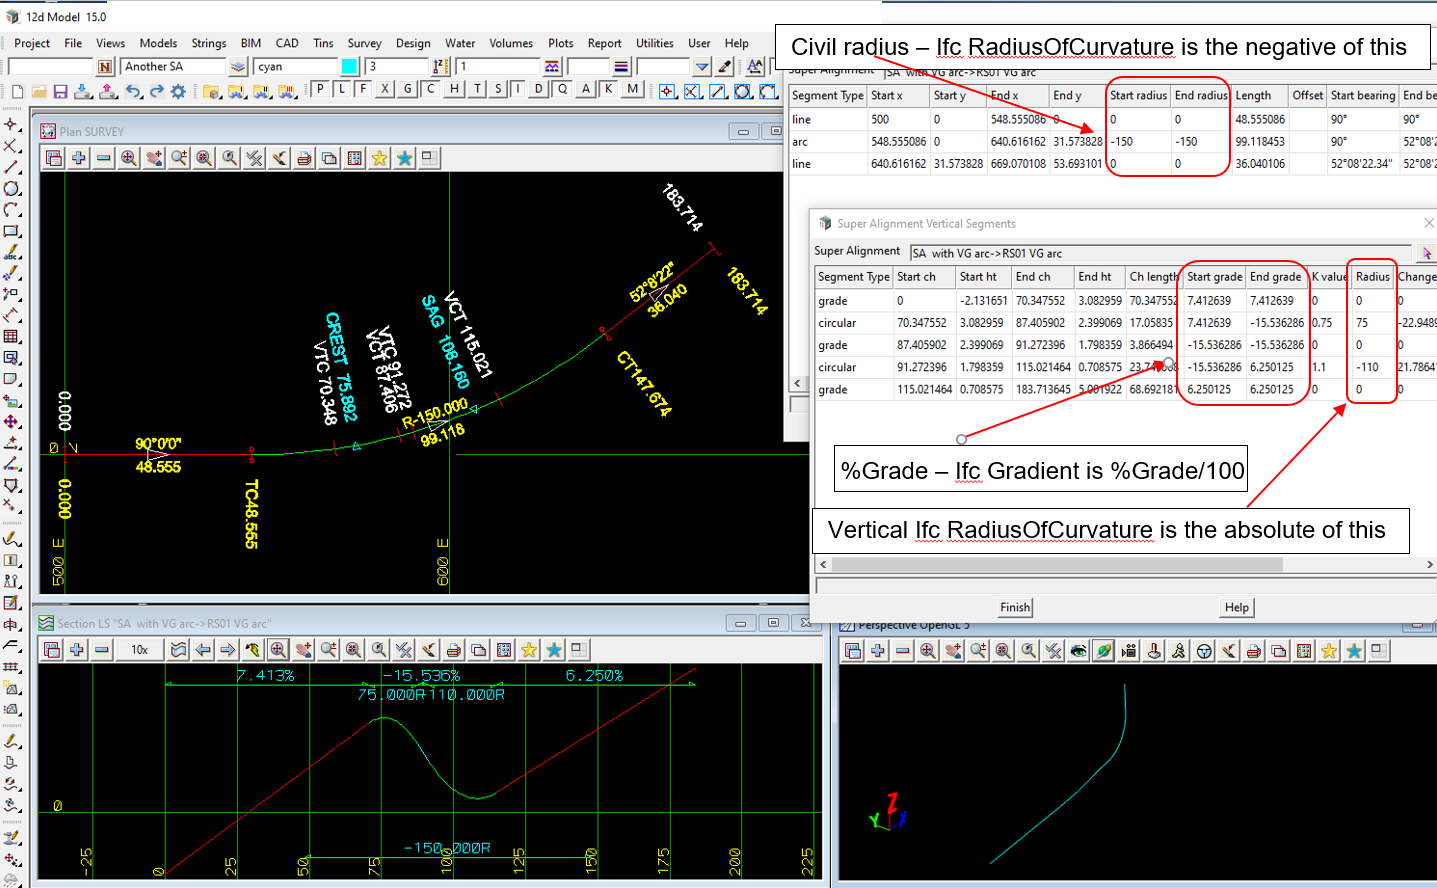 12d Model 15.0
Project File View Models Strings BIM CAD Tins Survey Design Water Volumes Plots Report Utilities User Help
Civil radius – Ifc RadiusOfCurvature is the negative of this
N Another SA cyan 3 1
P L F X G C H T S I D Q A K M
Super Alignment SA with VG arc->RS01 VG arc
Segment Type Start x Start y End x End y Start radius End radius Length Offset Start bearing End be
line 500 0 548.555086 0 0 0 48.555086 90° 90°
arc 548.555086 0 640.616162 31.573828 -150 -150 99.118453 90° 52°08'2
line 640.616162 31.573828 669.070108 53.693101 0 0 36.040106 52°08'22.34" 52°08'2
Plan SURVEY
183.714
183.714
52°8'22"
36.040
VCT 115.021
SAG 108.160
VTC 91.272
VCT 87.406
CREST 75.892
VTC 70.348
CT147.674
R-150.000
99.118
0.000
0 Z
90°0'0"
48.555
0.000
TC48.555
500 E
600 E
Super Alignment Vertical Segments
Super Alignment SA with VG arc->RS01 VG arc
Segment Type Start ch Start ht End ch End ht Ch length Start grade End grade K value Radius Change
grade 0 -2.131651 70.347552 3.082959 70.347552 7.412639 7.412639 0 0 0
circular 70.347552 3.082959 87.405902 2.399069 17.05835 7.412639 -15.536286 0.75 75 -22.9489
grade 87.405902 2.399069 91.272396 1.798359 3.866494 -15.536286 -15.536286 0 0 0
circular 91.272396 1.798359 115.021464 0.708575 -15.536286 6.250125 1.1 -110 21.78641
grade 115.021464 0.708575 183.713645 68.692181 6.250125 6.250125 0 0 0
%Grade – Ifc Gradient is %Grade/100
Vertical Ifc RadiusOfCurvature is the absolute of this
Finish Help
Section LS "SA with VG arc->RS01 VG arc"
10x
7.413% -15.536% 6.250%
75.000R -110.000R
0
-150.000R
-25 0 25 50 75 100 125 150 175 200 225
Perspective OpenGL 5
Z
Y X